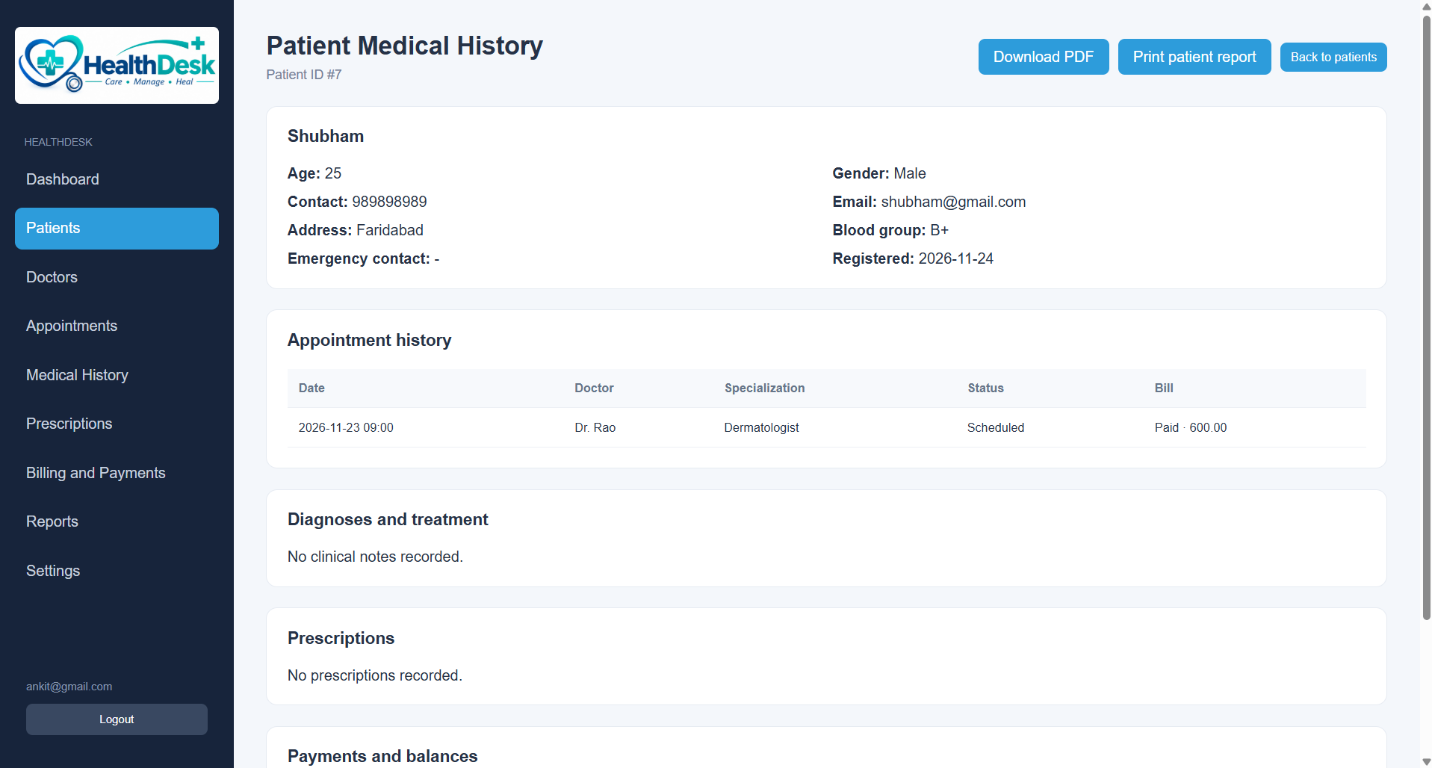 HealthDesk
Care • Manage • Heal
HEALTHDESK
Dashboard
Patients
Doctors
Appointments
Medical History
Prescriptions
Billing and Payments
Reports
Settings
ankit@gmail.com
Logout
Patient Medical History
Patient ID #7
Download PDF
Print patient report
Back to patients
Shubham
Age: 25
Gender: Male
Contact: 989898989
Email: shubham@gmail.com
Address: Faridabad
Blood group: B+
Emergency contact: -
Registered: 2026-11-24
Appointment history
Date Doctor Specialization Status Bill
2026-11-23 09:00 Dr. Rao Dermatologist Scheduled Paid · 600.00
Diagnoses and treatment
No clinical notes recorded.
Prescriptions
No prescriptions recorded.
Payments and balances